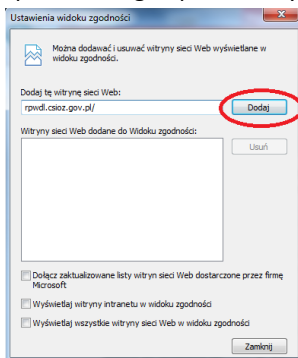 Ustawienia widoku zgodności
Można dodawać i usuwać witryny sieci Web wyświetlane w
widoku zgodności.
Dodaj tę witrynę sieci Web:
rpwdl.csioz.gov.pl/
Dodaj
Witryny sieci Web dodane do Widoku zgodności:
Usuń
Dołącz zaktualizowane listy witryn sieci Web dostarczone przez firmę
Microsoft
Wyświetlaj witryny intranetu w widoku zgodności
Wyświetlaj wszystkie witryny sieci Web w widoku zgodności
Zamknij